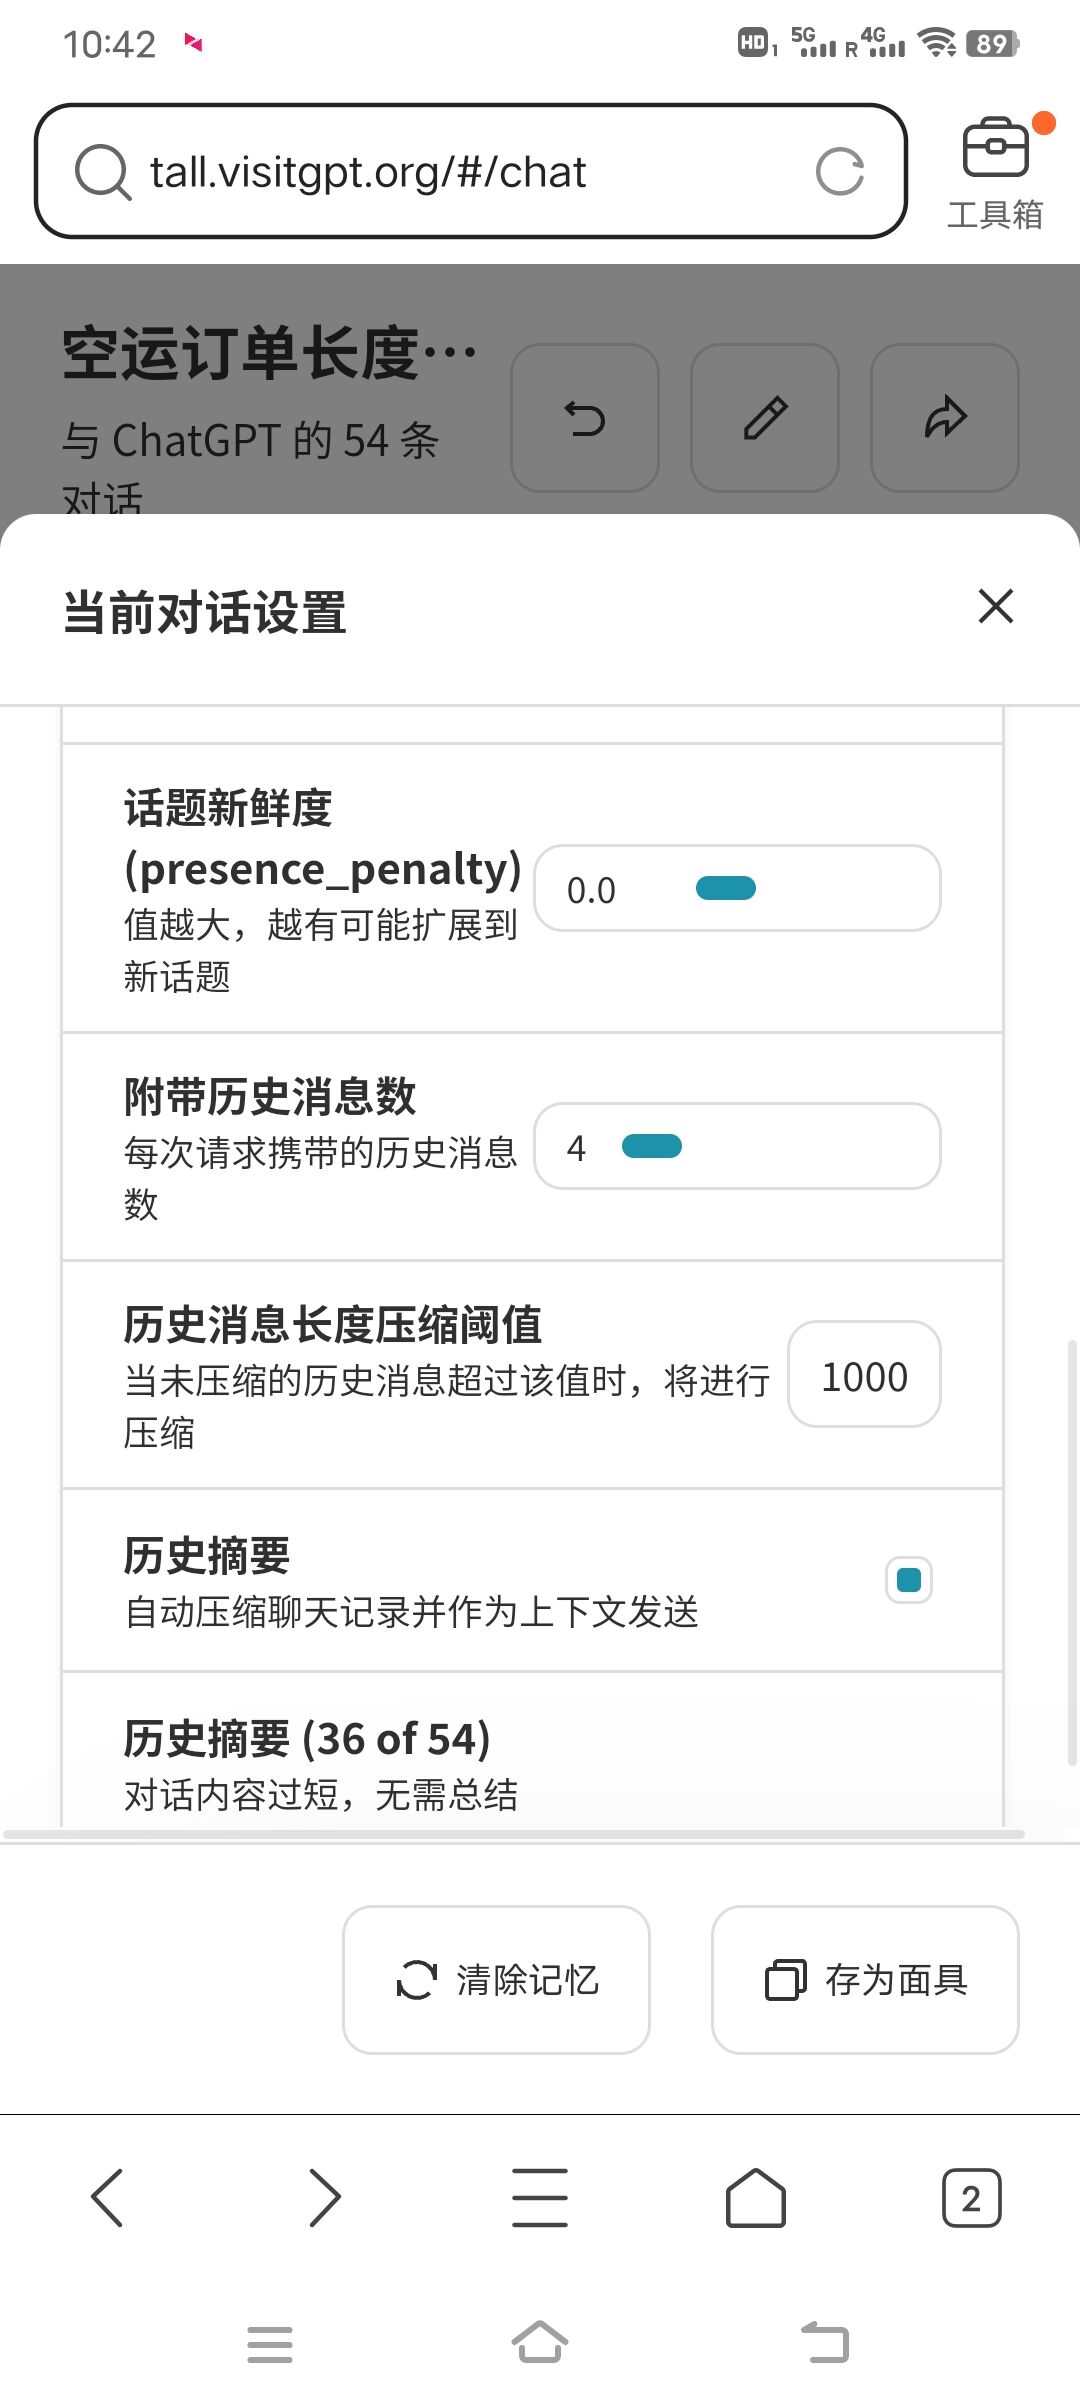 10:42
HD 1 5G R 4G 89
tall.visitgpt.org/#/chat
工具箱
空运订单长度…
与 ChatGPT 的 54 条
对话
当前对话设置
话题新鲜度
(presence_penalty)
值越大，越有可能扩展到
新话题
0.0
附带历史消息数
每次请求携带的历史消息
数
4
历史消息长度压缩阈值
当未压缩的历史消息超过该值时，将进行
压缩
1000
历史摘要
自动压缩聊天记录并作为上下文发送
历史摘要 (36 of 54)
对话内容过短，无需总结
清除记忆
存为面具
2